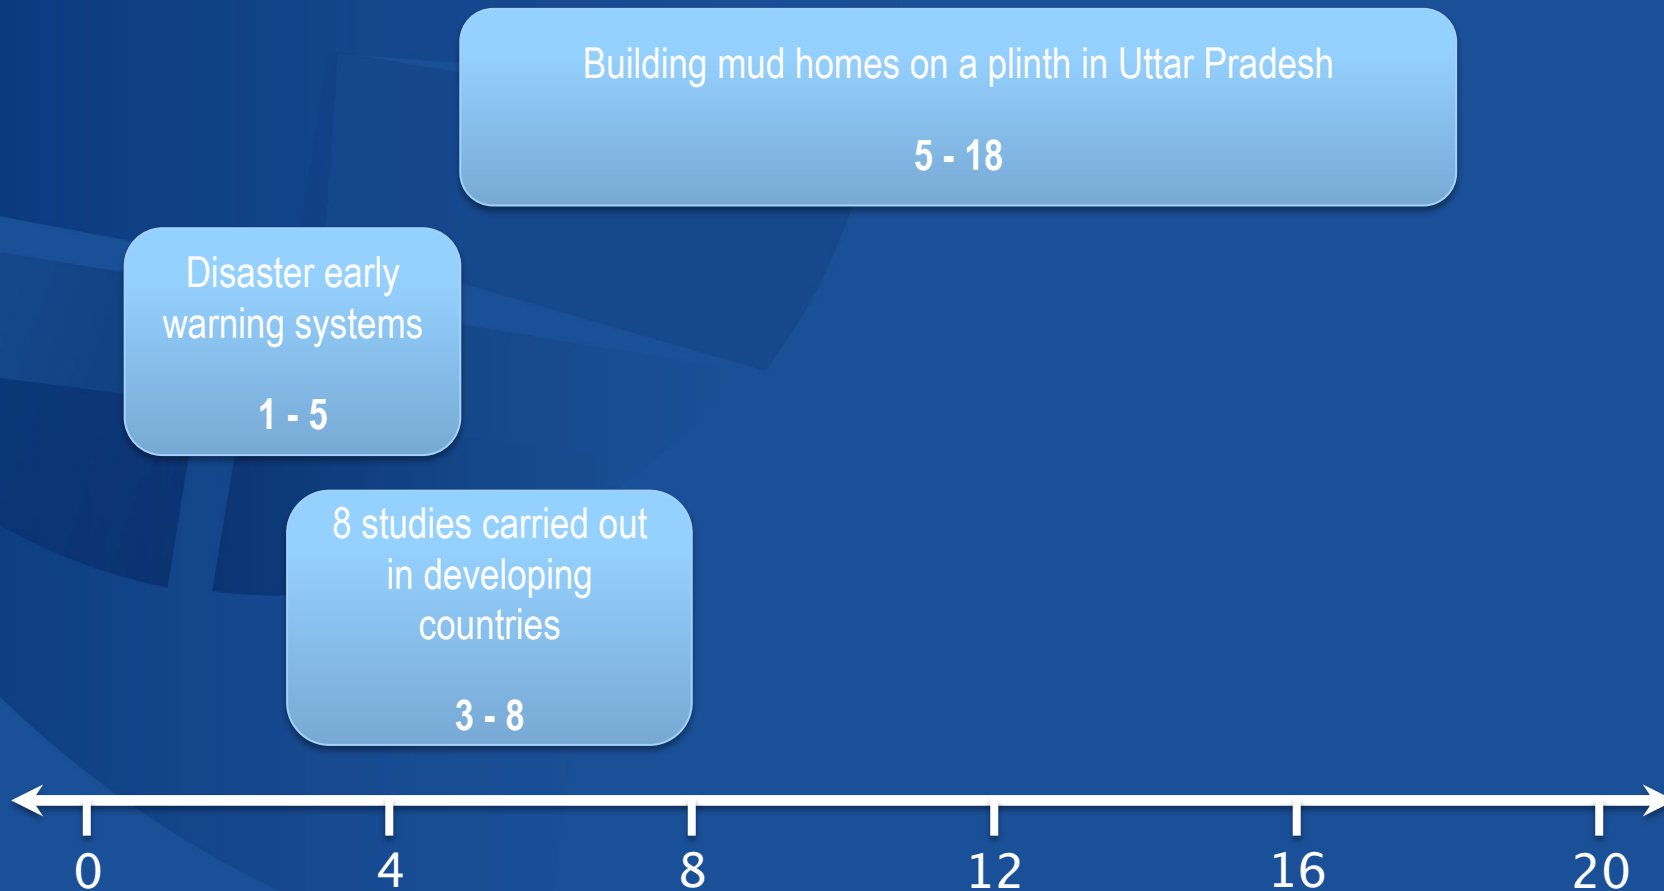 Building mud homes on a plinth in Uttar Pradesh
5 - 18
Disaster early
warning systems
1 - 5
8 studies carried out
in developing
countries
3 - 8
0 4 8 12 16 20